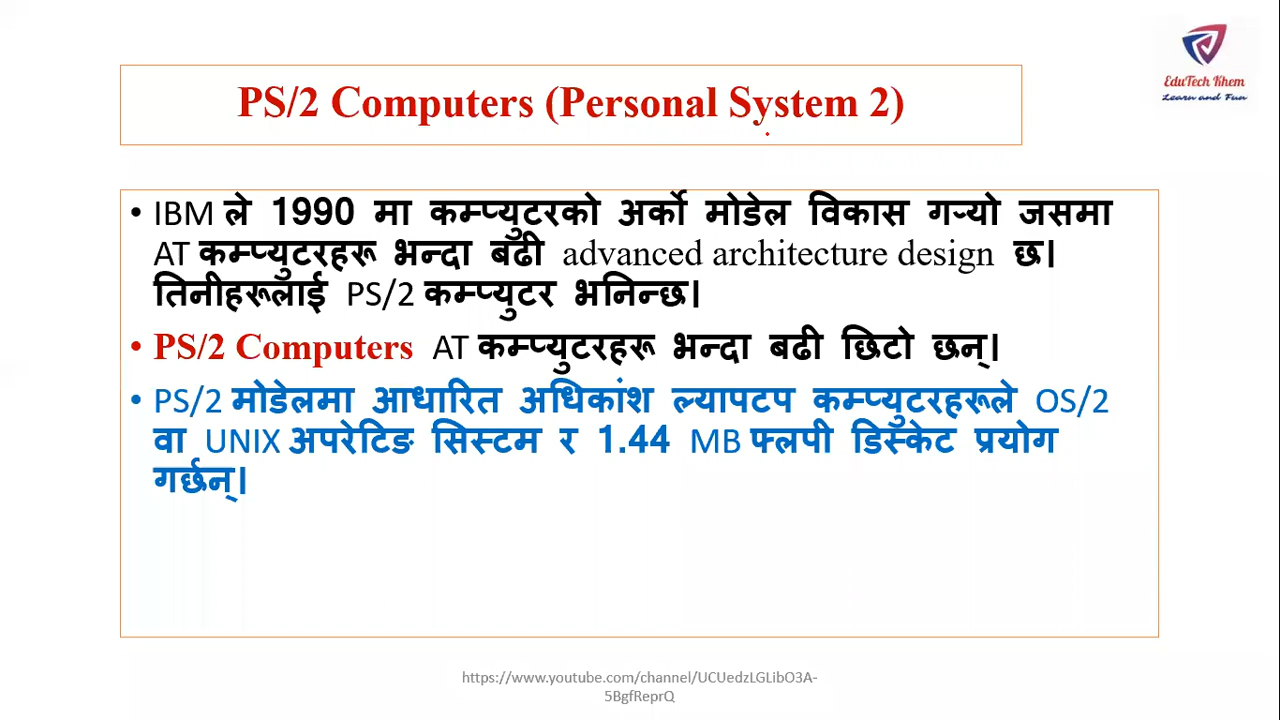 EduTech Khem
Learn and Fun
PS/2 Computers (Personal System 2)
• IBM ले 1990 मा कम्प्युटरको अर्को मोडेल विकास गऱ्यो जसमा
AT कम्प्युटरहरू भन्दा बढी advanced architecture design छ।
तिनीहरूलाई PS/2 कम्प्युटर भनिन्छ।
• PS/2 Computers AT कम्प्युटरहरू भन्दा बढी छिटो छन्।
• PS/2 मोडेलमा आधारित अधिकांश ल्यापटप कम्प्युटरहरूले OS/2
वा UNIX अपरेटिङ सिस्टम र 1.44 MB फ्लपी डिस्केट प्रयोग
गर्छन्।
https://www.youtube.com/channel/UCUedzLGLibO3A-
5BgfReprQ